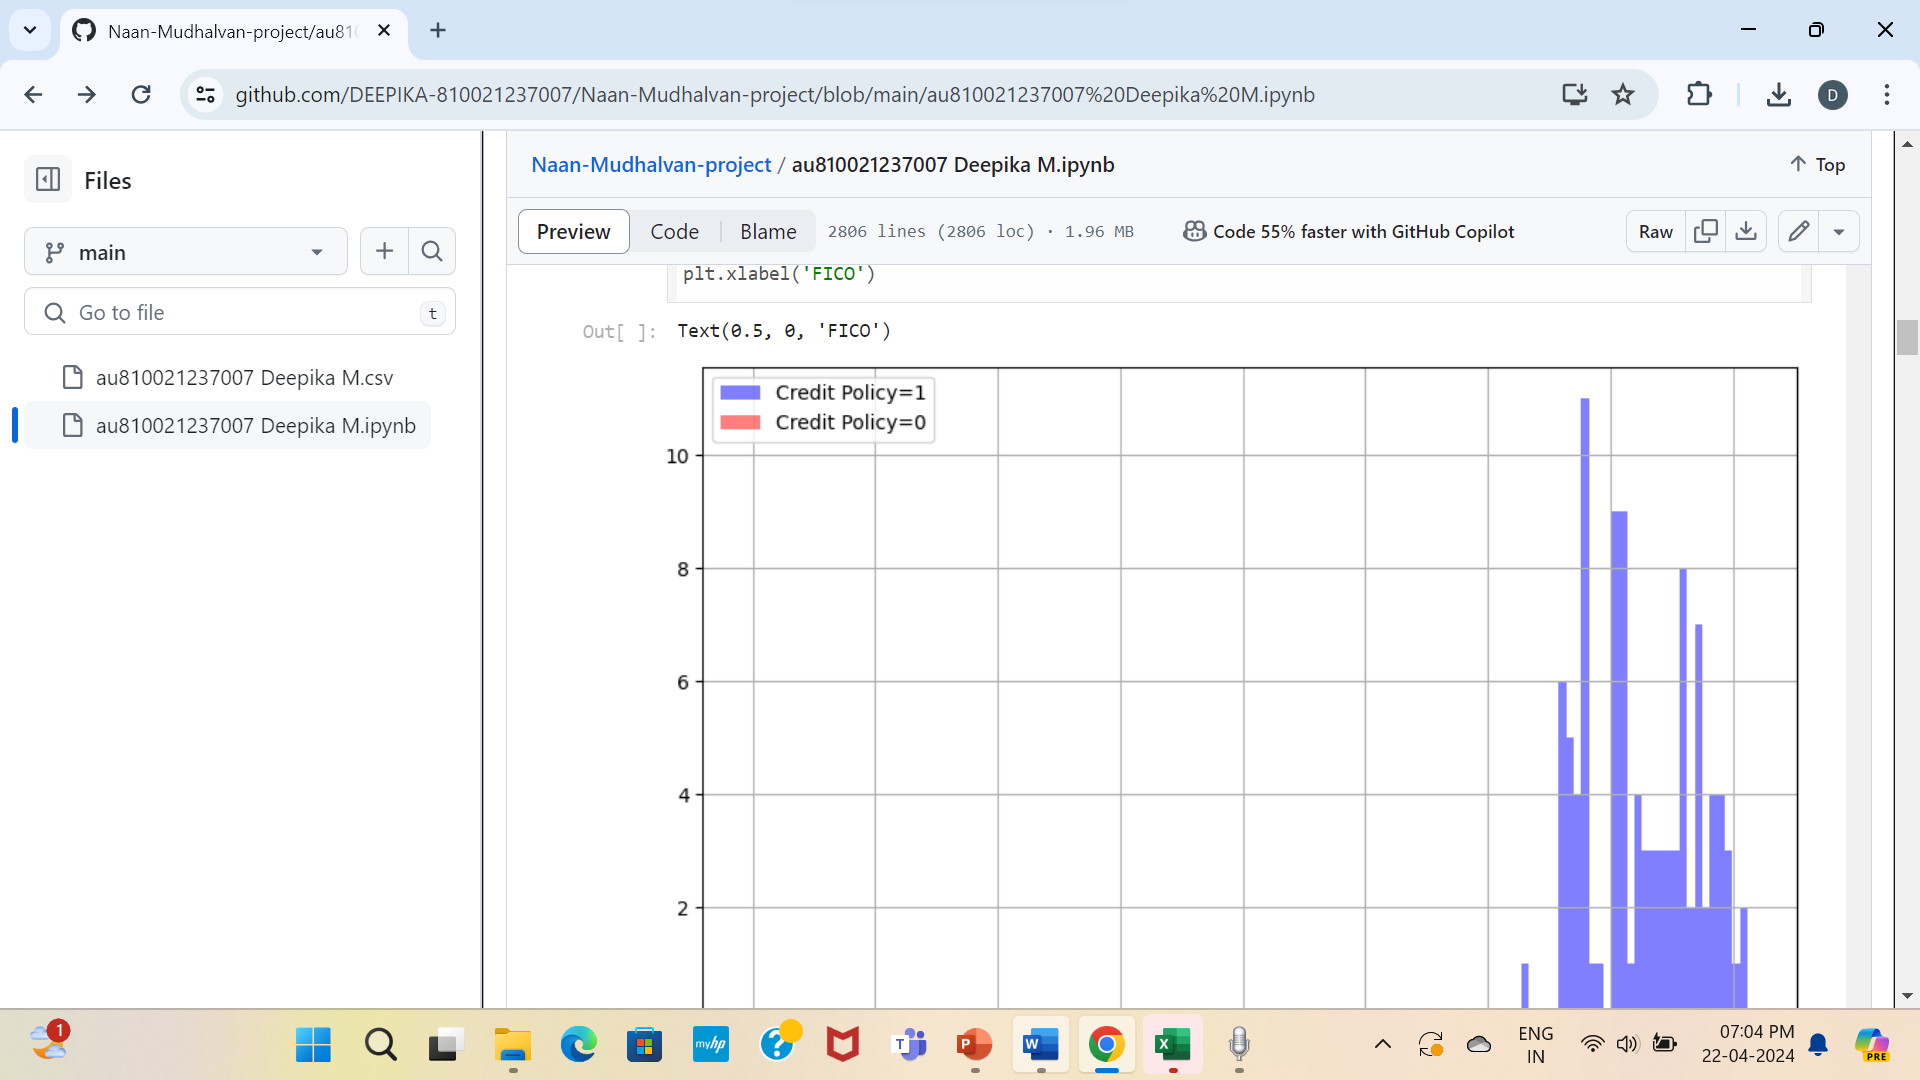 Naan-Mudhalvan-project/au810
github.com/DEEPIKA-810021237007/Naan-Mudhalvan-project/blob/main/au810021237007%20Deepika%20M.ipynb
D
Files
main
Go to file
t
au810021237007 Deepika M.csv
au810021237007 Deepika M.ipynb
Naan-Mudhalvan-project / au810021237007 Deepika M.ipynb
Top
Preview
Code
Blame
2806 lines (2806 loc) · 1.96 MB
Code 55% faster with GitHub Copilot
Raw
plt.xlabel('FICO')
Out[ ]:
Text(0.5, 0, 'FICO')
Credit Policy=1
Credit Policy=0
10
8
6
4
2
1
myhp
?
T
P
W
X
ENG
IN
07:04 PM
22-04-2024
PRE